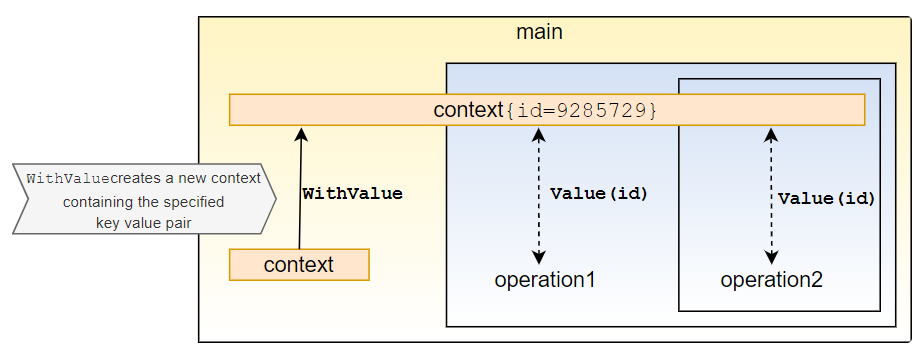 main
context{id=9285729}
WithValuecreates a new context
containing the specified
key value pair
WithValue
Value(id)
Value(id)
context
operation1
operation2